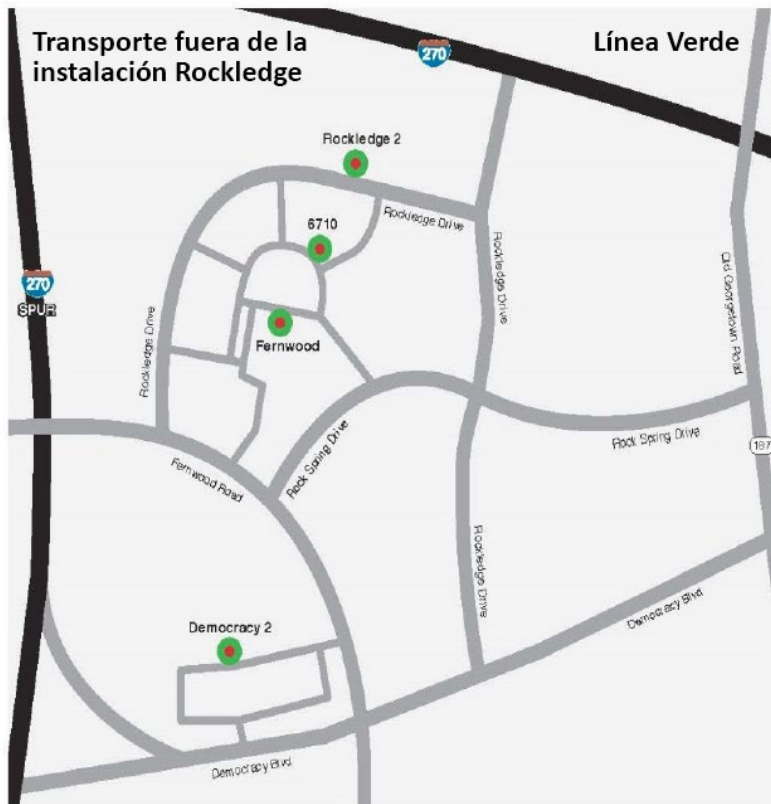 Transporte fuera de la
instalación Rockledge
Línea Verde
270
Rockledge 2
Rockledge Drive
6710
Rockledge Drive
Old Georgetown Road
270
SPUR
Fernwood
Rockledge Drive
Rock Spring Drive
Rock Spring Drive
187
Fernwood Road
Rockledge Drive
Democracy Blvd
Democracy 2
Democracy Blvd